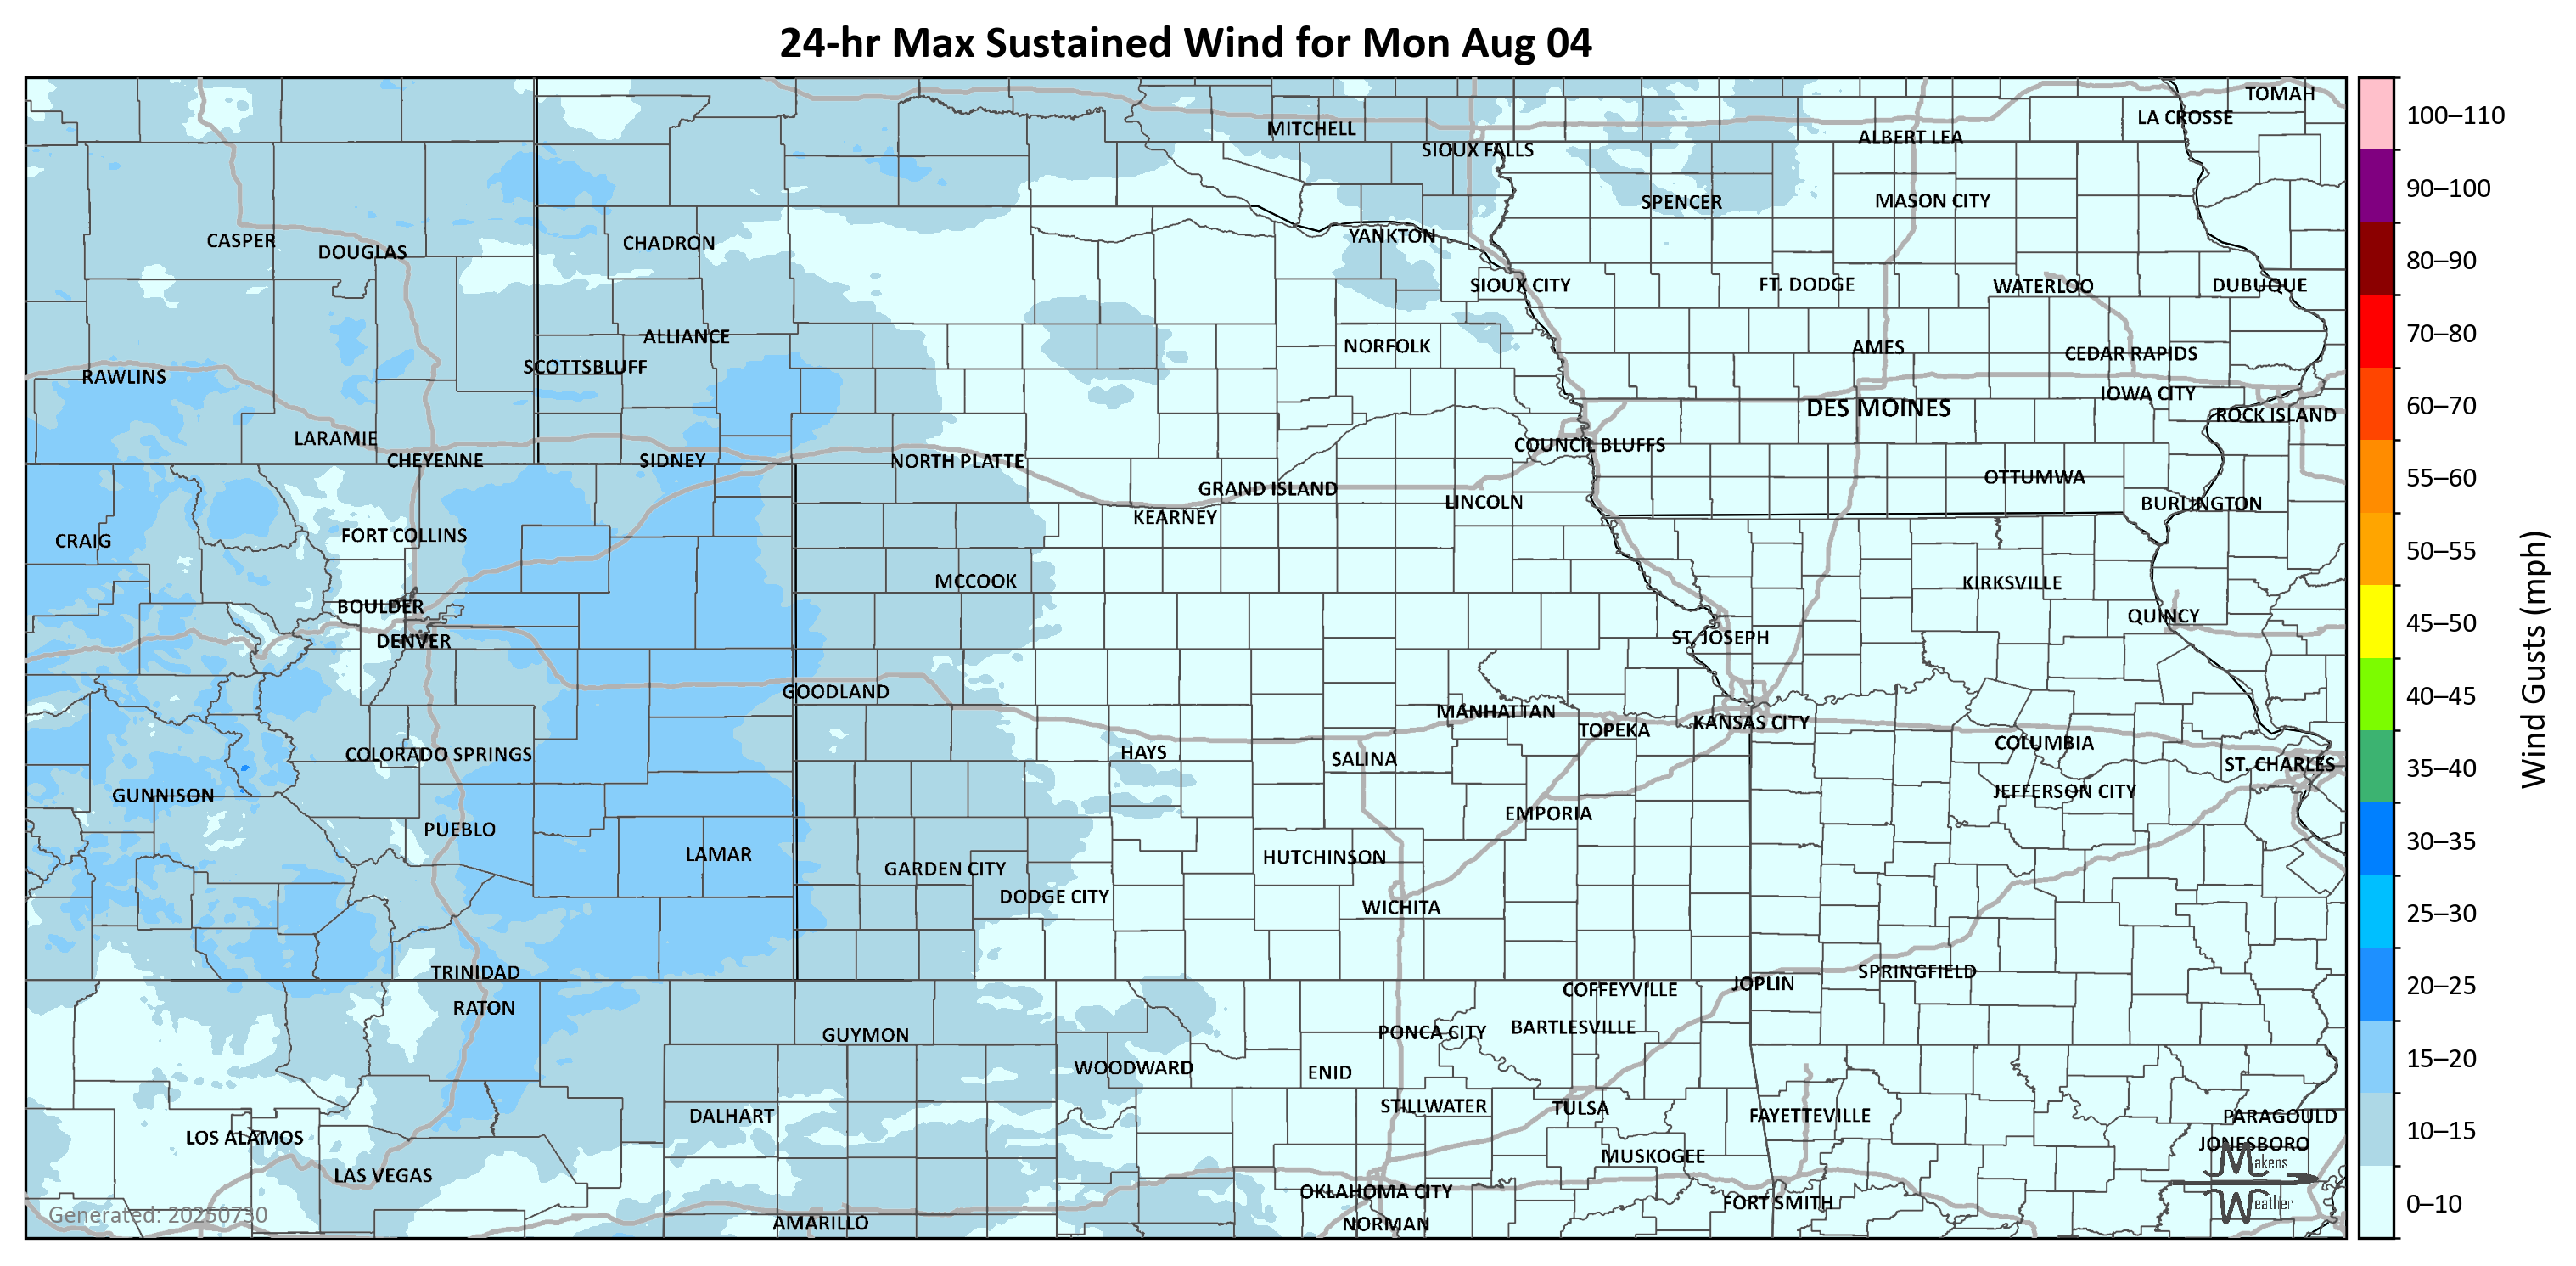 24-hr Max Sustained Wind for Mon Aug 04
TOMAH
LA CROSSE
MITCHELL
ALBERT LEA
SIOUX FALLS
SPENCER
MASON CITY
CASPER
DOUGLAS
CHADRON
YANKTON
SIOUX CITY
FT. DODGE
WATERLOO
DUBUQUE
ALLIANCE
NORFOLK
AMES
CEDAR RAPIDS
SCOTTSBLUFF
RAWLINS
IOWA CITY
DES MOINES
ROCK ISLAND
LARAMIE
COUNCIL BLUFFS
CHEYENNE
SIDNEY
NORTH PLATTE
OTTUMWA
GRAND ISLAND
LINCOLN
BURLINGTON
KEARNEY
CRAIG
FORT COLLINS
MCCOOK
KIRKSVILLE
BOULDER
QUINCY
DENVER
ST. JOSEPH
GOODLAND
MANHATTAN
TOPEKA
KANSAS CITY
COLUMBIA
COLORADO SPRINGS
HAYS
SALINA
ST. CHARLES
GUNNISON
JEFFERSON CITY
EMPORIA
PUEBLO
LAMAR
HUTCHINSON
GARDEN CITY
DODGE CITY
WICHITA
TRINIDAD
SPRINGFIELD
JOPLIN
COFFEYVILLE
RATON
GUYMON
PONCA CITY
BARTLESVILLE
WOODWARD
ENID
STILLWATER
TULSA
DALHART
FAYETTEVILLE
PARAGOULD
LOS ALAMOS
JONESBORO
MUSKOGEE
LAS VEGAS
OKLAHOMA CITY
FORT SMITH
AMARILLO
NORMAN
Generated: 20250730
Makens
Weather
100–110
90–100
80–90
70–80
60–70
55–60
50–55
45–50
40–45
35–40
30–35
25–30
20–25
15–20
10–15
0–10
Wind Gusts (mph)